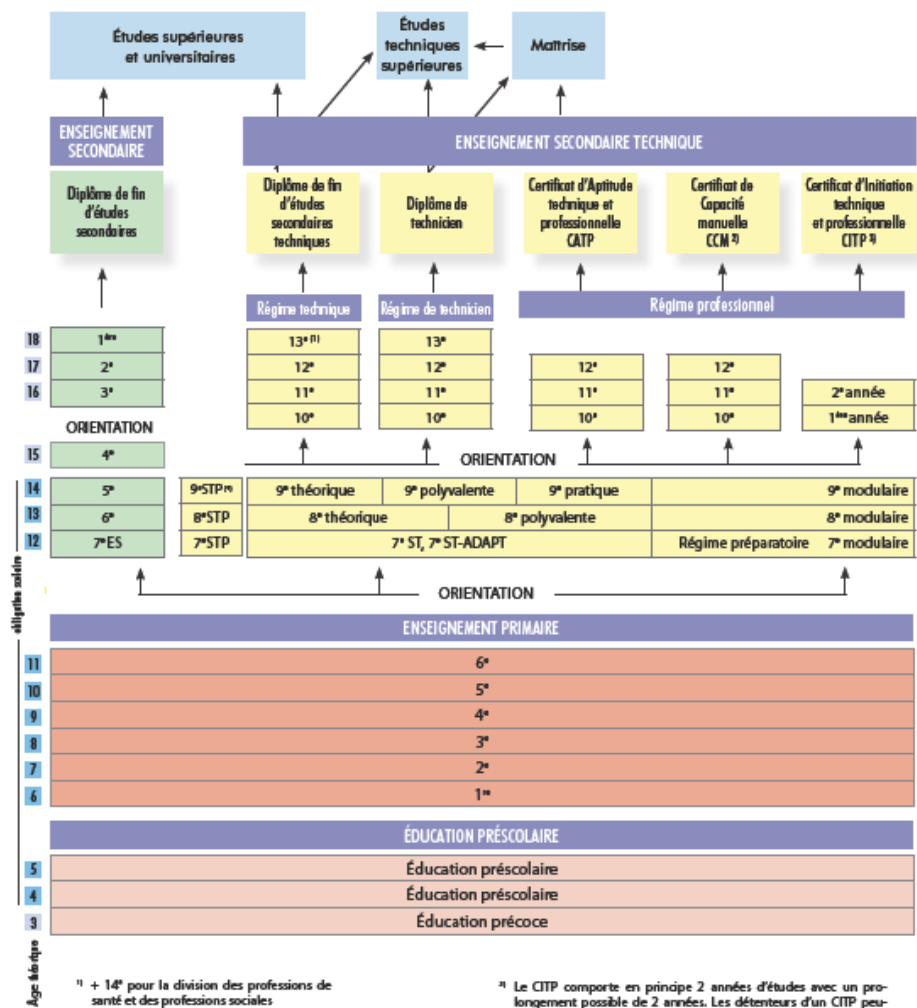 Études supérieures
et universitaires
Études
techniques
supérieures
Maîtrise
ENSEIGNEMENT
SECONDAIRE
ENSEIGNEMENT SECONDAIRE TECHNIQUE
Diplôme de fin
d'études
secondaires
Diplôme de fin
d'études
secondaires
techniques
Diplôme de
technicien
Certificat d'Aptitude
technique et
professionnelle
CATP
Certificat de
Capacité
manuelle
CCM 2)
Certificat d'Initiation
technique
et professionnelle
CITP 3)
Régime technique
Régime de technicien
Régime professionnel
18 1ère 13e (1) 13e
17 2e 12e 12e 12e 12e
16 3e 11e 11e 11e 11e 2e année
10e 10e 10e 10e 1ère année
ORIENTATION
15 4e
ORIENTATION
14 5e 9eSTP 9e théorique 9e polyvalente 9e pratique 9e modulaire
13 6e 8eSTP 8e théorique 8e polyvalente 8e modulaire
12 7e ES 7eSTP 7e ST, 7e ST-ADAPT Régime préparatoire 7e modulaire
obligation scolaire
ORIENTATION
ENSEIGNEMENT PRIMAIRE
11 6e
10 5e
9 4e
8 3e
7 2e
6 1re
ÉDUCATION PRÉSCOLAIRE
5 Éducation préscolaire
4 Éducation préscolaire
3 Éducation précoce
Age théorique
1) + 14e pour la division des professions de
santé et des professions sociales
3) Le CITP comporte en principe 2 années d'études avec un pro-
longement possible de 2 années. Les détenteurs d'un CITP peu-